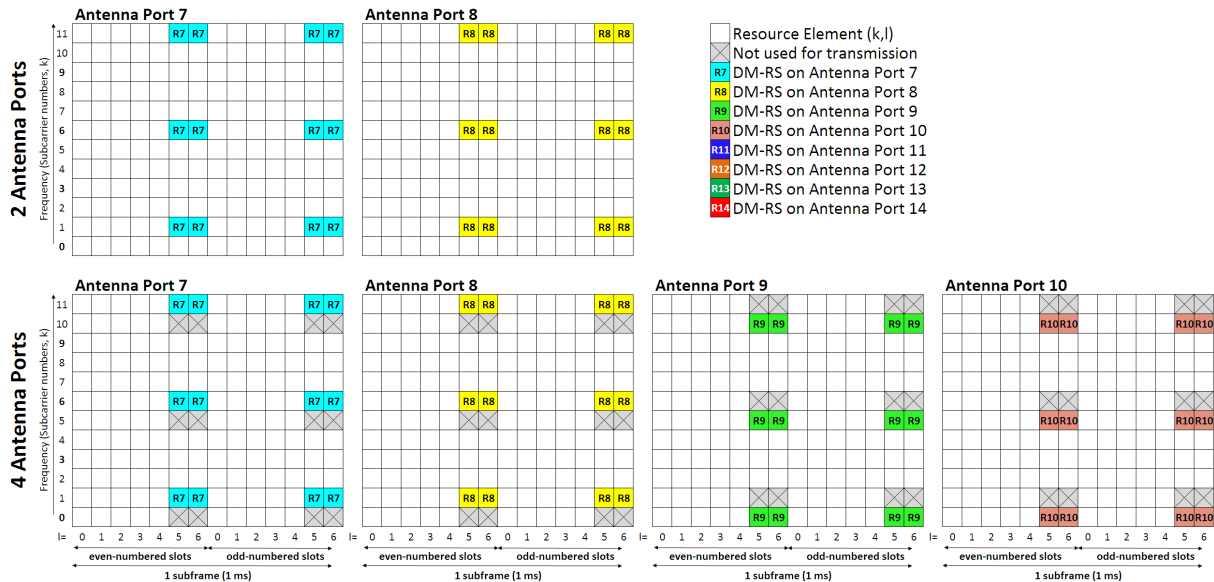 Antenna Port 7 Antenna Port 8
2 Antenna Ports
Frequency (Subcarrier numbers, k)
11 R7 R7 R7 R7 R8 R8 R8 R8
10
9
8
7
6 R7 R7 R7 R7 R8 R8 R8 R8
5
4
3
2
1 R7 R7 R7 R7 R8 R8 R8 R8
0
Resource Element (k,l)
Not used for transmission
R7 DM-RS on Antenna Port 7
R8 DM-RS on Antenna Port 8
R9 DM-RS on Antenna Port 9
R10 DM-RS on Antenna Port 10
R11 DM-RS on Antenna Port 11
R12 DM-RS on Antenna Port 12
R13 DM-RS on Antenna Port 13
R14 DM-RS on Antenna Port 14
Antenna Port 7 Antenna Port 8 Antenna Port 9 Antenna Port 10
4 Antenna Ports
Frequency (Subcarrier numbers, k)
11 R7 R7 R7 R7 R8 R8 R8 R8
10 R9 R9 R9 R9 R10 R10 R10 R10
9
8
7
6 R7 R7 R7 R7 R8 R8 R8 R8
5 R9 R9 R9 R9 R10 R10 R10 R10
4
3
2
1 R7 R7 R7 R7 R8 R8 R8 R8
0 R9 R9 R9 R9 R10 R10 R10 R10
l= 0 1 2 3 4 5 6 0 1 2 3 4 5 6 l= 0 1 2 3 4 5 6 0 1 2 3 4 5 6 0 1 2 3 4 5 6 0 1 2 3 4 5 6 0 1 2 3 4 5 6 0 1 2 3 4 5 6
even-numbered slots odd-numbered slots even-numbered slots odd-numbered slots even-numbered slots odd-numbered slots even-numbered slots odd-numbered slots
1 subframe (1 ms) 1 subframe (1 ms) 1 subframe (1 ms) 1 subframe (1 ms)